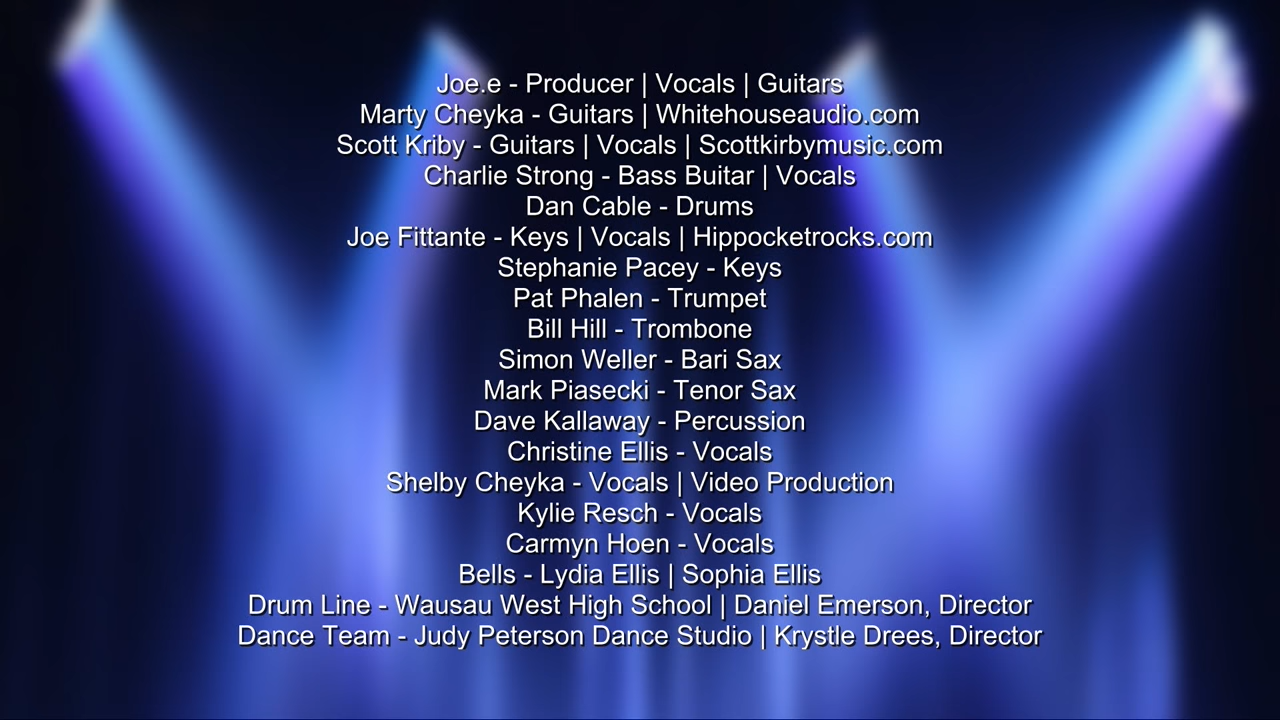 Joe.e - Producer | Vocals | Guitars
Marty Cheyka - Guitars | Whitehouseaudio.com
Scott Kriby - Guitars | Vocals | Scottkirbymusic.com
Charlie Strong - Bass Buitar | Vocals
Dan Cable - Drums
Joe Fittante - Keys | Vocals | Hippocketrocks.com
Stephanie Pacey - Keys
Pat Phalen - Trumpet
Bill Hill - Trombone
Simon Weller - Bari Sax
Mark Piasecki - Tenor Sax
Dave Kallaway - Percussion
Christine Ellis - Vocals
Shelby Cheyka - Vocals | Video Production
Kylie Resch - Vocals
Carmyn Hoen - Vocals
Bells - Lydia Ellis | Sophia Ellis
Drum Line - Wausau West High School | Daniel Emerson, Director
Dance Team - Judy Peterson Dance Studio | Krystle Drees, Director